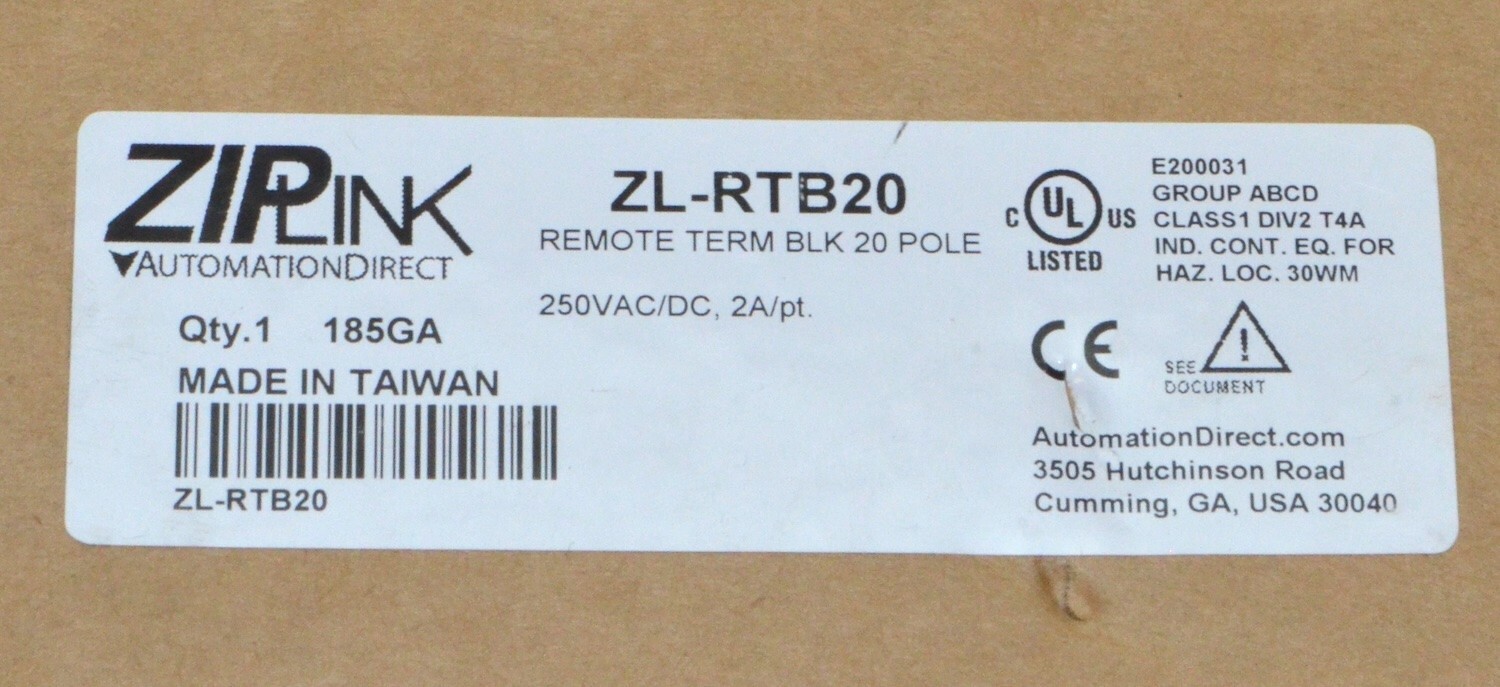 ZIPLINK
AUTOMATIONDIRECT
Qty.1 185GA
MADE IN TAIWAN
ZL-RTB20
ZL-RTB20
REMOTE TERM BLK 20 POLE
250VAC/DC, 2A/pt.
C UL US
LISTED
E200031
GROUP ABCD
CLASS1 DIV2 T4A
IND. CONT. EQ. FOR
HAZ. LOC. 30WM
CE
!
SEE
DOCUMENT
AutomationDirect.com
3505 Hutchinson Road
Cumming, GA, USA 30040